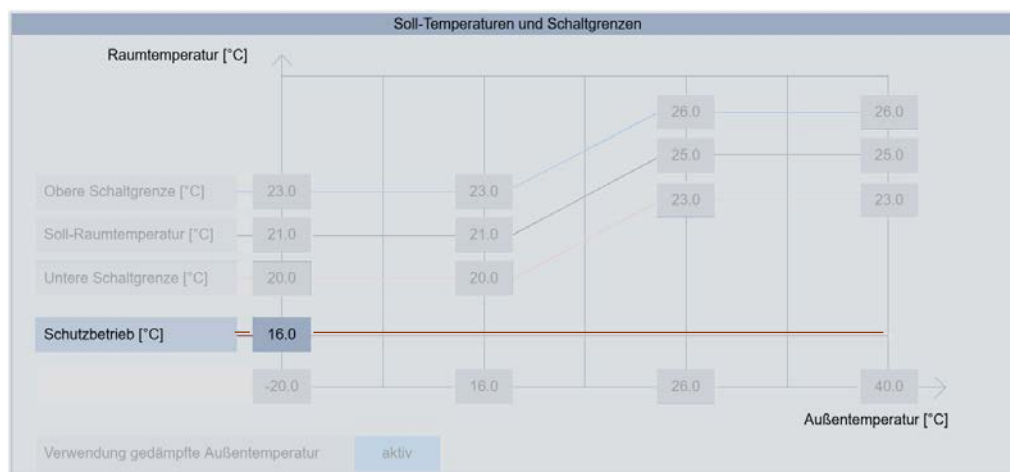 Soll-Temperaturen und Schaltgrenzen
Raumtemperatur [°C]
26.0 26.0
25.0 25.0
Obere Schaltgrenze [°C] 23.0 23.0
23.0 23.0
Soll-Raumtemperatur [°C] 21.0 21.0
Untere Schaltgrenze [°C] 20.0 20.0
Schutzbetrieb [°C] 16.0
-20.0 16.0 26.0 40.0
Außentemperatur [°C]
Verwendung gedämpfte Außentemperatur aktiv